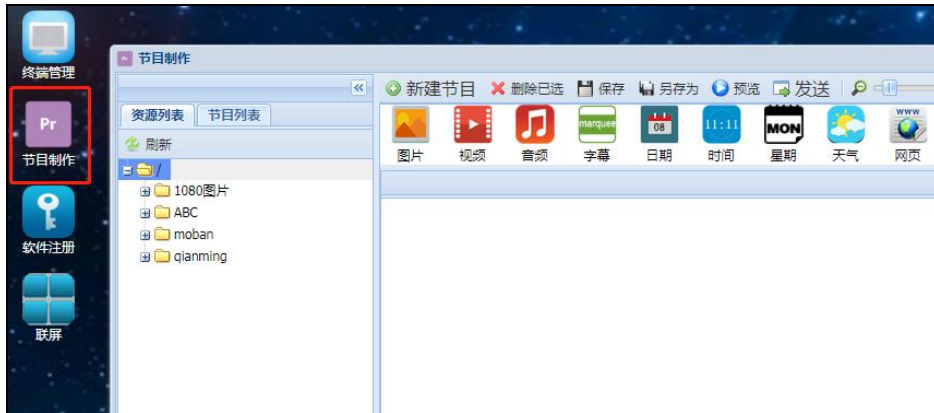 终端管理
Pr
节目制作
软件注册
联屏
节目制作
资源列表 节目列表
刷新
/
1080图片
ABC
moban
qianming
新建节目 删除已选 保存 另存为 预览 发送
marquee 08 11:11 MON WWW
图片 视频 音频 字幕 日期 时间 星期 天气 网页